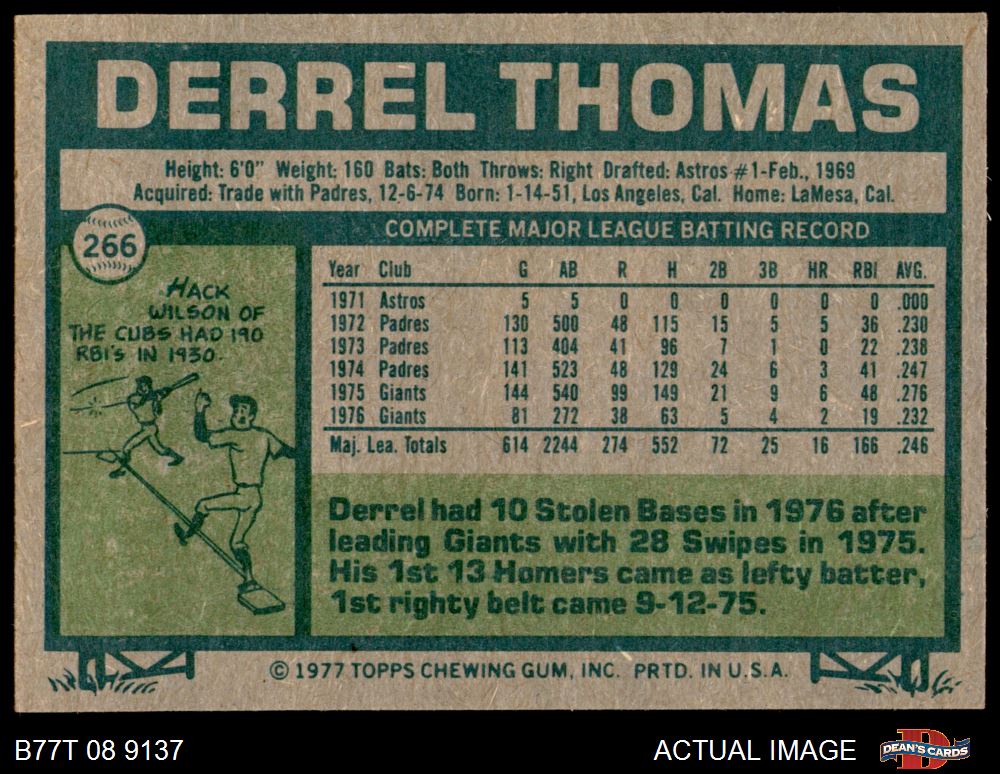 DERREL THOMAS
Height: 6'0" Weight: 160 Bats: Both Throws: Right Drafted: Astros #1-Feb., 1969
Acquired: Trade with Padres, 12-6-74 Born: 1-14-51, Los Angeles, Cal. Home: LaMesa, Cal.
266
HACK
WILSON OF
THE CUBS HAD 190
RBI'S IN 1930.
COMPLETE MAJOR LEAGUE BATTING RECORD
Year Club G AB R H 2B 3B HR RBI AVG.
1971 Astros 5 5 0 0 0 0 0 0 .000
1972 Padres 130 500 48 115 15 5 5 36 .230
1973 Padres 113 404 41 96 7 1 0 22 .238
1974 Padres 141 523 48 129 24 6 3 41 .247
1975 Giants 144 540 99 149 21 9 6 48 .276
1976 Giants 81 272 38 63 5 4 2 19 .232
Maj. Lea. Totals 614 2244 274 552 72 25 16 166 .246
Derrel had 10 Stolen Bases in 1976 after
leading Giants with 28 Swipes in 1975.
His 1st 13 Homers came as lefty batter,
1st righty belt came 9-12-75.
© 1977 TOPPS CHEWING GUM, INC. PRTD. IN U.S.A.
B77T 08 9137
ACTUAL IMAGE
DEAN'S CARDS